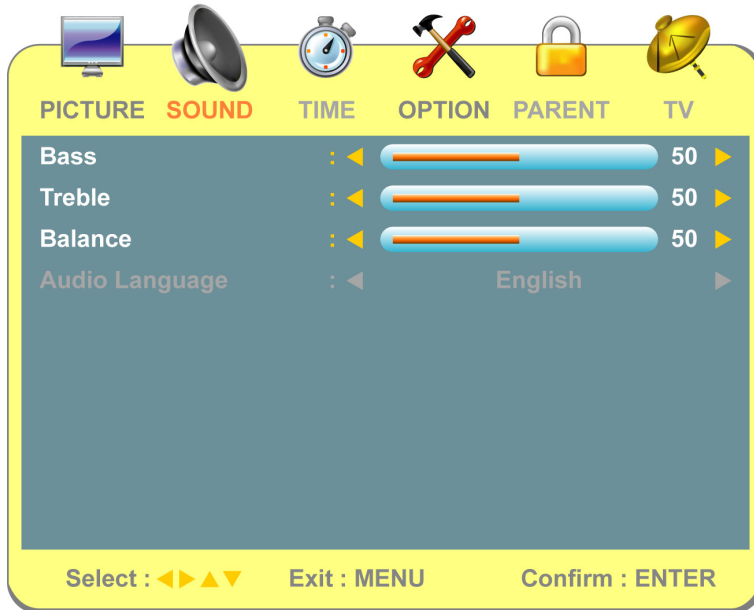 PICTURE SOUND TIME OPTION PARENT TV
Bass : 50
Treble : 50
Balance : 50
Audio Language : English
Select : Exit : MENU Confirm : ENTER